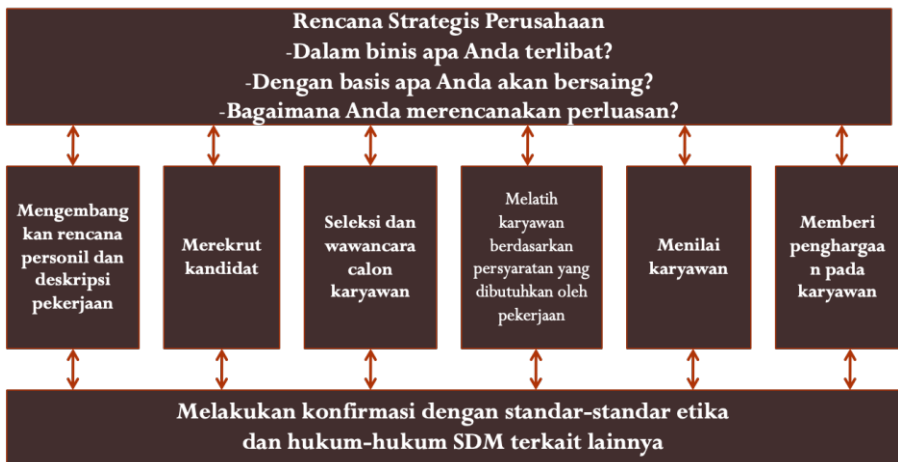 Rencana Strategis Perusahaan
-Dalam binis apa Anda terlibat?
-Dengan basis apa Anda akan bersaing?
-Bagaimana Anda merencanakan perluasan?
Mengembang
kan rencana
personil dan
deskripsi
pekerjaan
Merekrut
kandidat
Seleksi dan
wawancara
calon
karyawan
Melatih
karyawan
berdasarkan
persyaratan yang
dibutuhkan oleh
pekerjaan
Menilai
karyawan
Memberi
penghargaa
n pada
karyawan
Melakukan konfirmasi dengan standar-standar etika
dan hukum-hukum SDM terkait lainnya